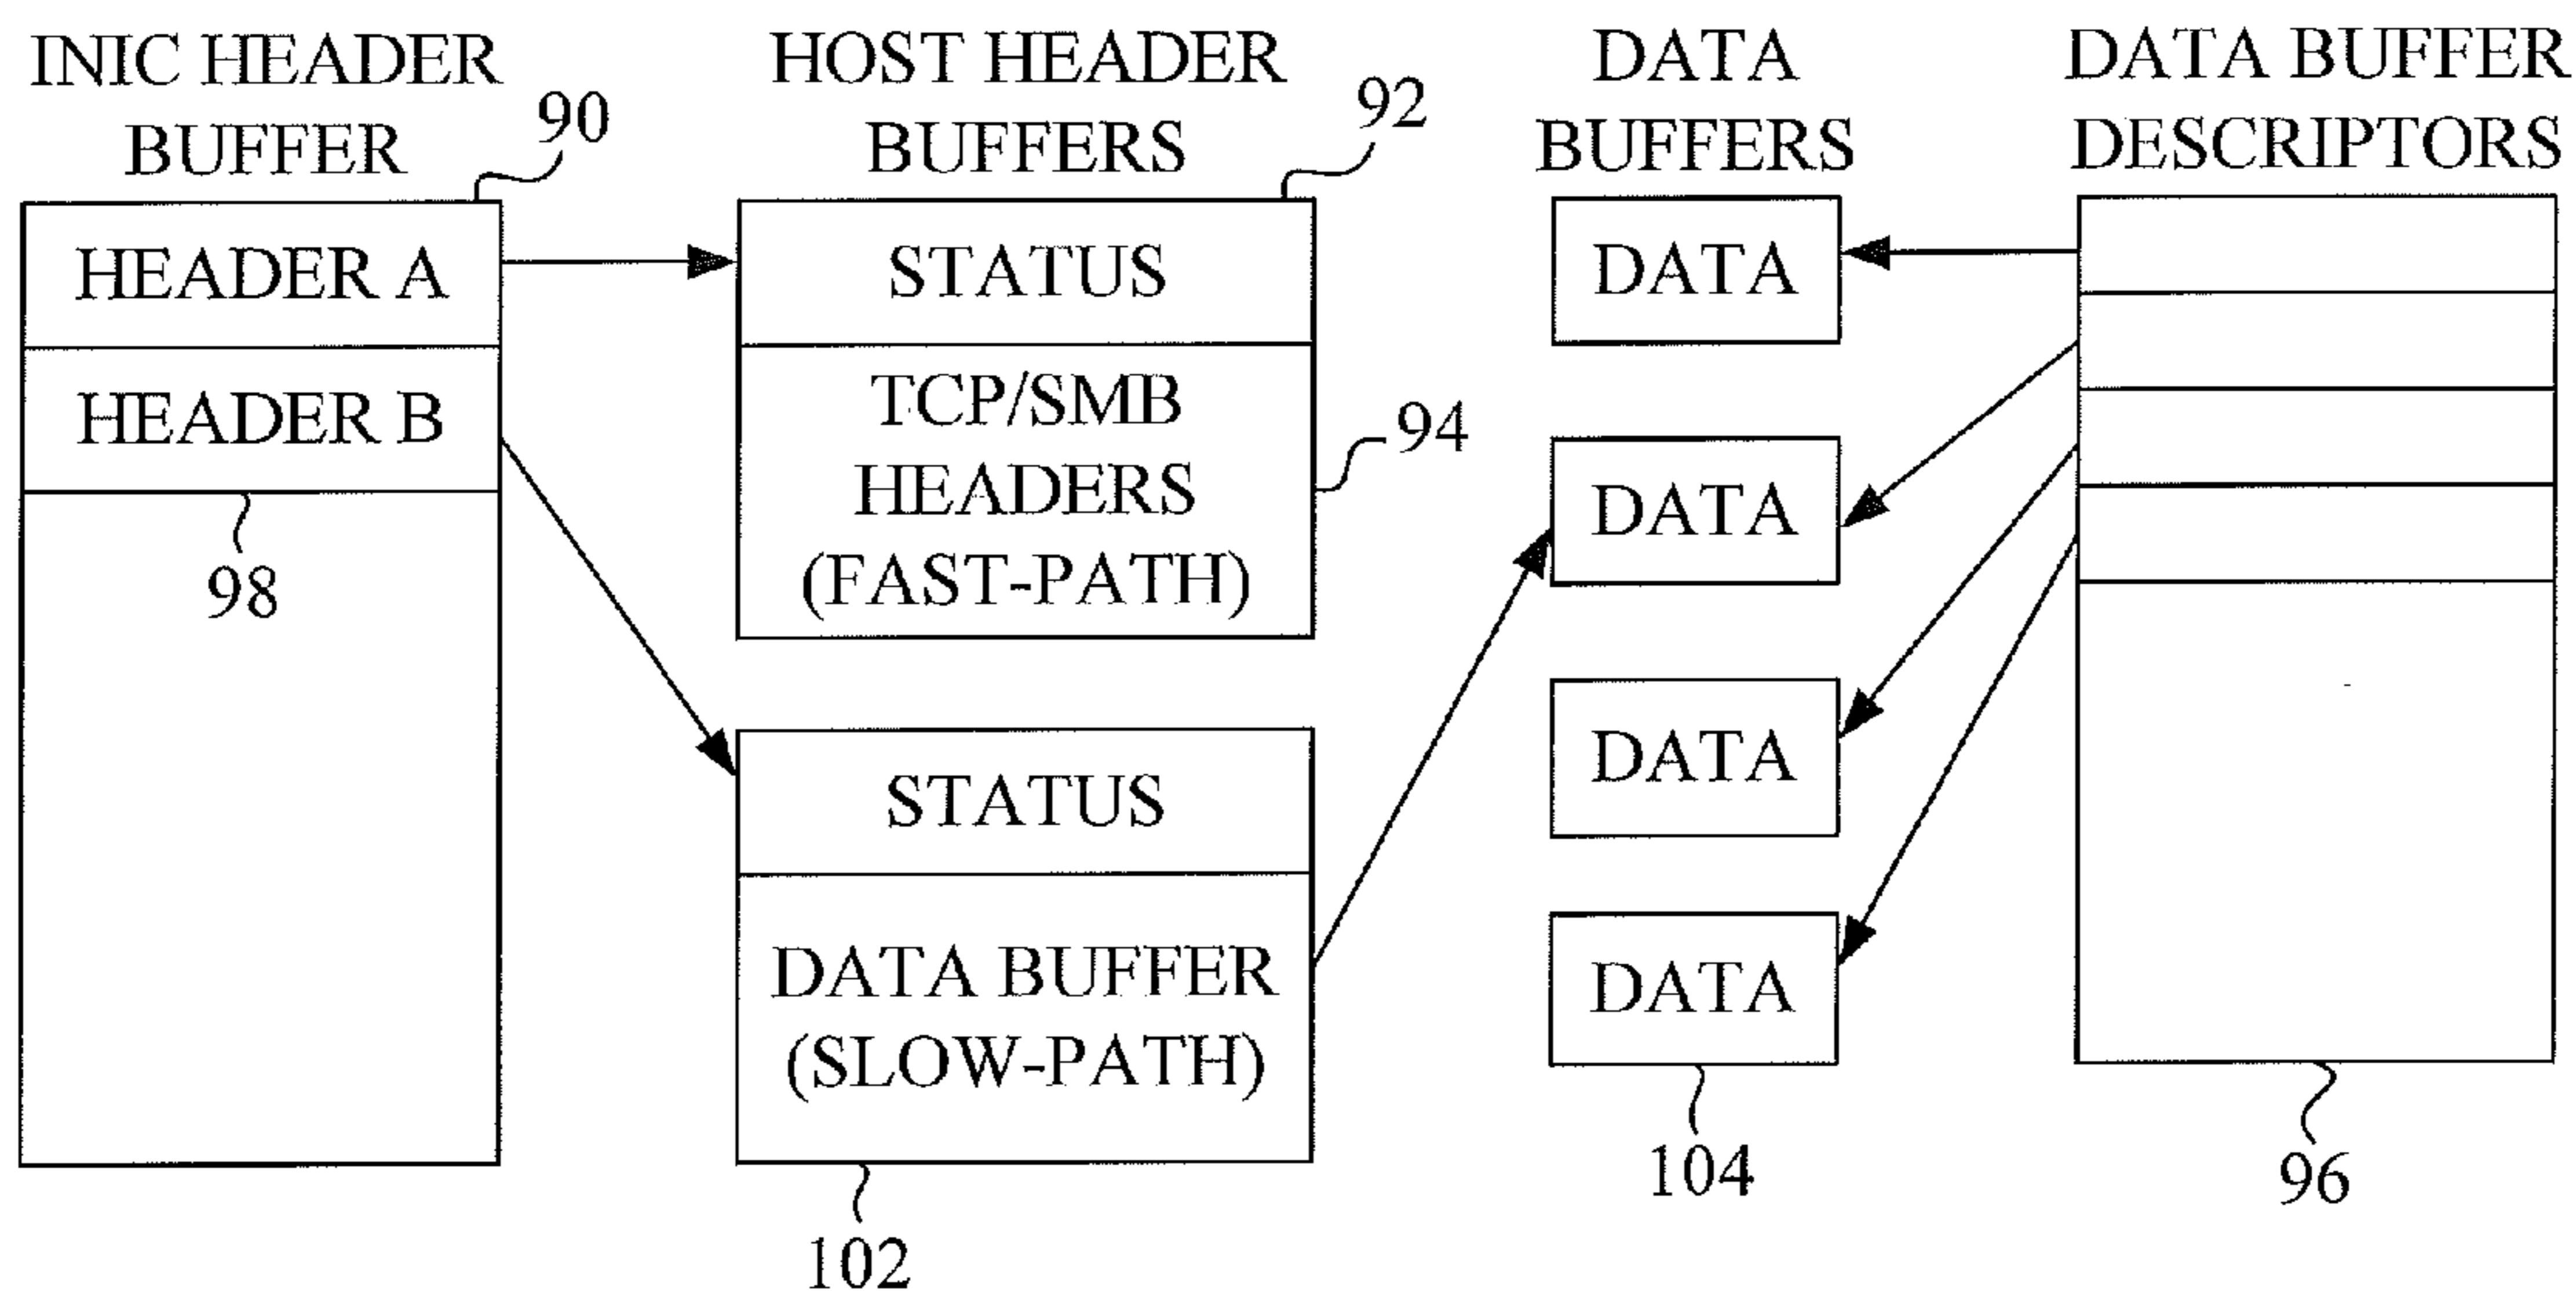 INIC HEADER
BUFFER
90
HEADER A
HEADER B
98
HOST HEADER
BUFFERS
92
STATUS
TCP/SMB
HEADERS
(FAST-PATH)
94
STATUS
DATA BUFFER
(SLOW-PATH)
102
DATA
BUFFERS
DATA
DATA
DATA
DATA
104
DATA BUFFER
DESCRIPTORS
96